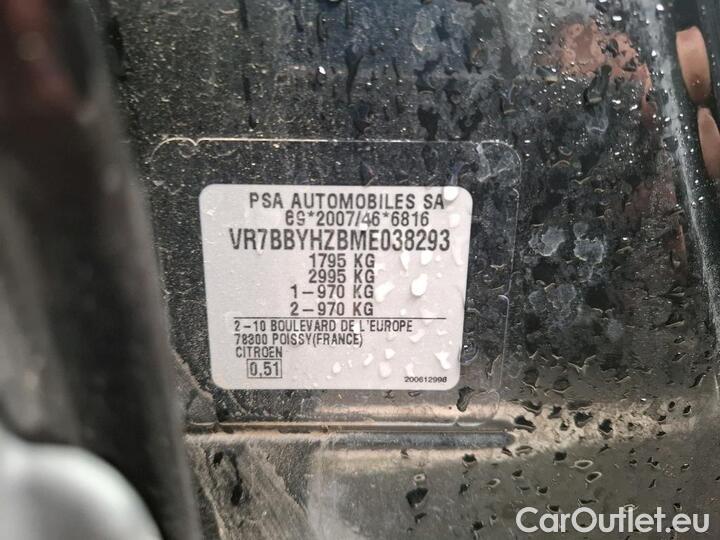 PSA AUTOMOBILES SA
e9*2007/46*6816
VR7BBYHZBME038293
1795 KG
2995 KG
1-970 KG
2-970 KG
2-10 BOULEVARD DE L'EUROPE
78300 POISSY(FRANCE)
CITROEN
0,51
200612998
CarOutlet.eu